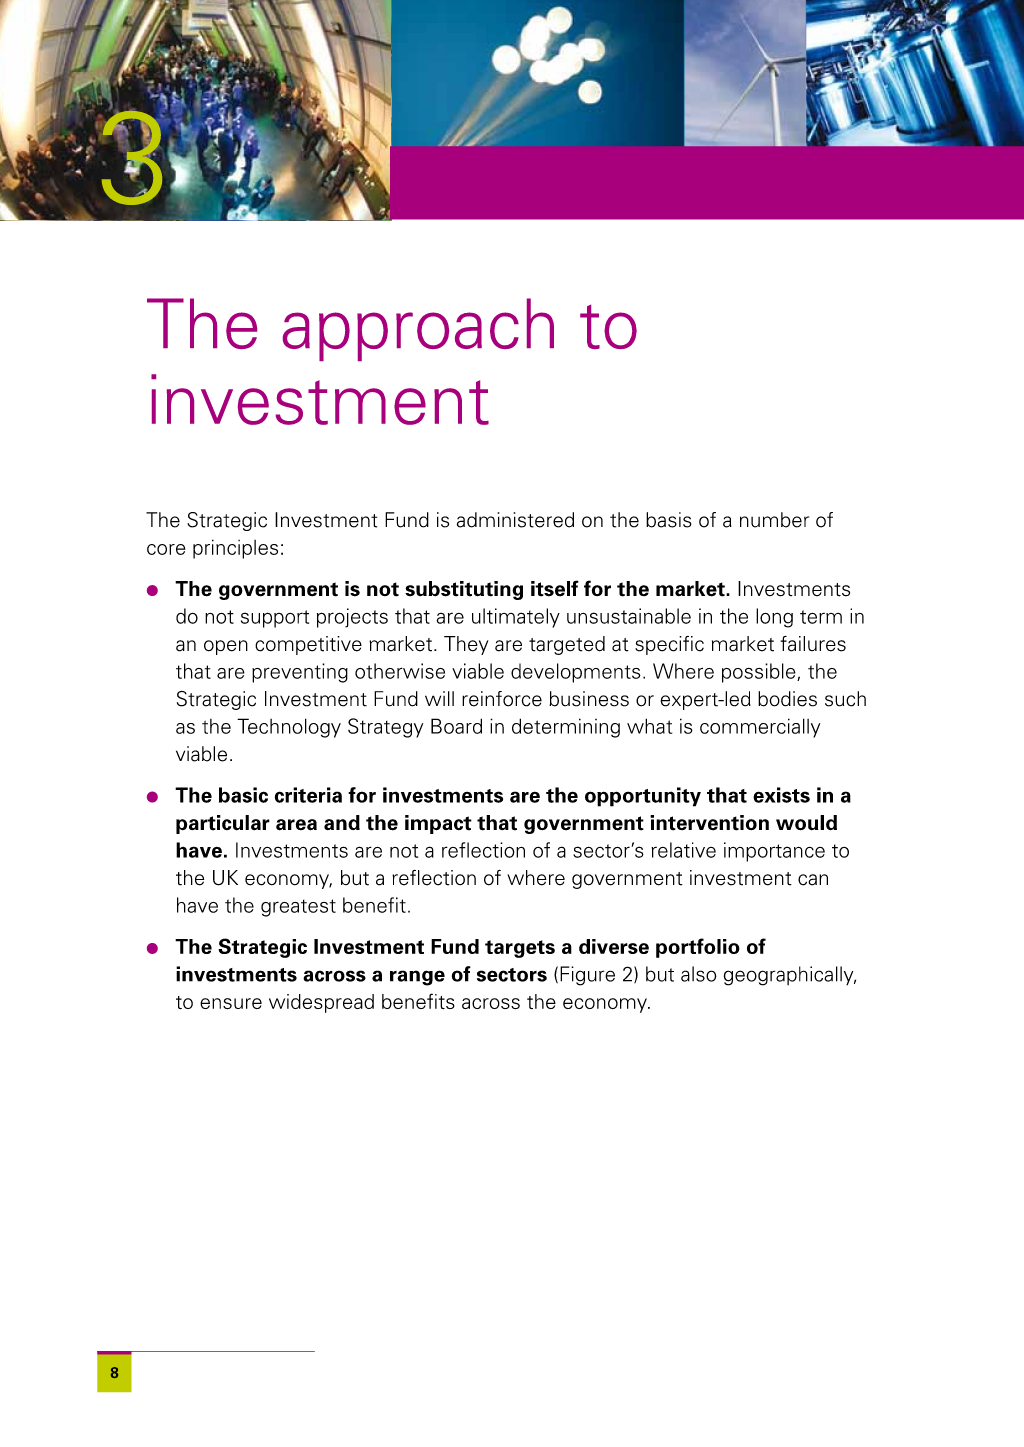 3
The approach to
investment
The Strategic Investment Fund is administered on the basis of a number of
core principles:
● The government is not substituting itself for the market. Investments
do not support projects that are ultimately unsustainable in the long term in
an open competitive market. They are targeted at specific market failures
that are preventing otherwise viable developments. Where possible, the
Strategic Investment Fund will reinforce business or expert-led bodies such
as the Technology Strategy Board in determining what is commercially
viable.
● The basic criteria for investments are the opportunity that exists in a
particular area and the impact that government intervention would
have. Investments are not a reflection of a sector’s relative importance to
the UK economy, but a reflection of where government investment can
have the greatest benefit.
● The Strategic Investment Fund targets a diverse portfolio of
investments across a range of sectors (Figure 2) but also geographically,
to ensure widespread benefits across the economy.
8